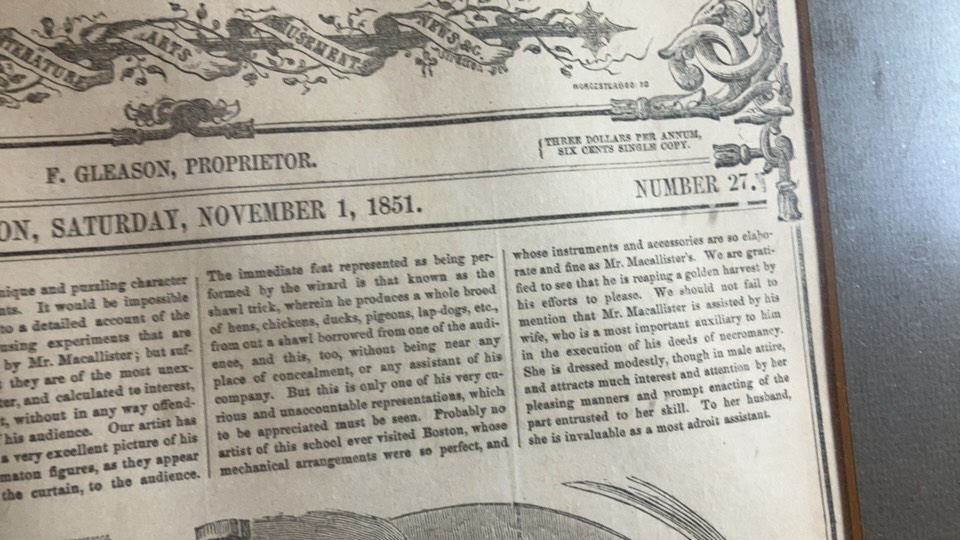 LITERATURE
ARTS
AMUSEMENTS
NEWS &C.
WORCESTER & CO. SC
F. GLEASON, PROPRIETOR.
{THREE DOLLARS PER ANNUM,
SIX CENTS SINGLE COPY.
ON, SATURDAY, NOVEMBER 1, 1851.
NUMBER 27.
nique and puzzling character
nts. It would be impossible
to a detailed account of the
using experiments that are
by Mr. Macallister; but suf-
they are of the most unex-
ter, and calculated to interest,
t, without in any way offend-
his audience. Our artist has
a very excellent picture of his
maton figures, as they appear
the curtain, to the audience.
The immediate feat represented as being per-
formed by the wizard is that known as the
shawl trick, wherein he produces a whole brood
of hens, chickens, ducks, pigeons, lap-dogs, etc.,
from out a shawl borrowed from one of the audi-
ence, and this, too, without being near any
place of concealment, or any assistant of his
company. But this is only one of his very cu-
rious and unaccountable representations, which
to be appreciated must be seen. Probably no
artist of this school ever visited Boston, whose
mechanical arrangements were so perfect, and
whose instruments and accessories are so elabo-
rate and fine as Mr. Macallister's. We are grati-
fied to see that he is reaping a golden harvest by
his efforts to please. We should not fail to
mention that Mr. Macallister is assisted by his
wife, who is a most important auxiliary to him
in the execution of his deeds of necromancy.
She is dressed modestly, though in male attire,
and attracts much interest and attention by her
pleasing manners and prompt enacting of the
part entrusted to her skill. To her husband,
she is invaluable as a most adroit assistant.